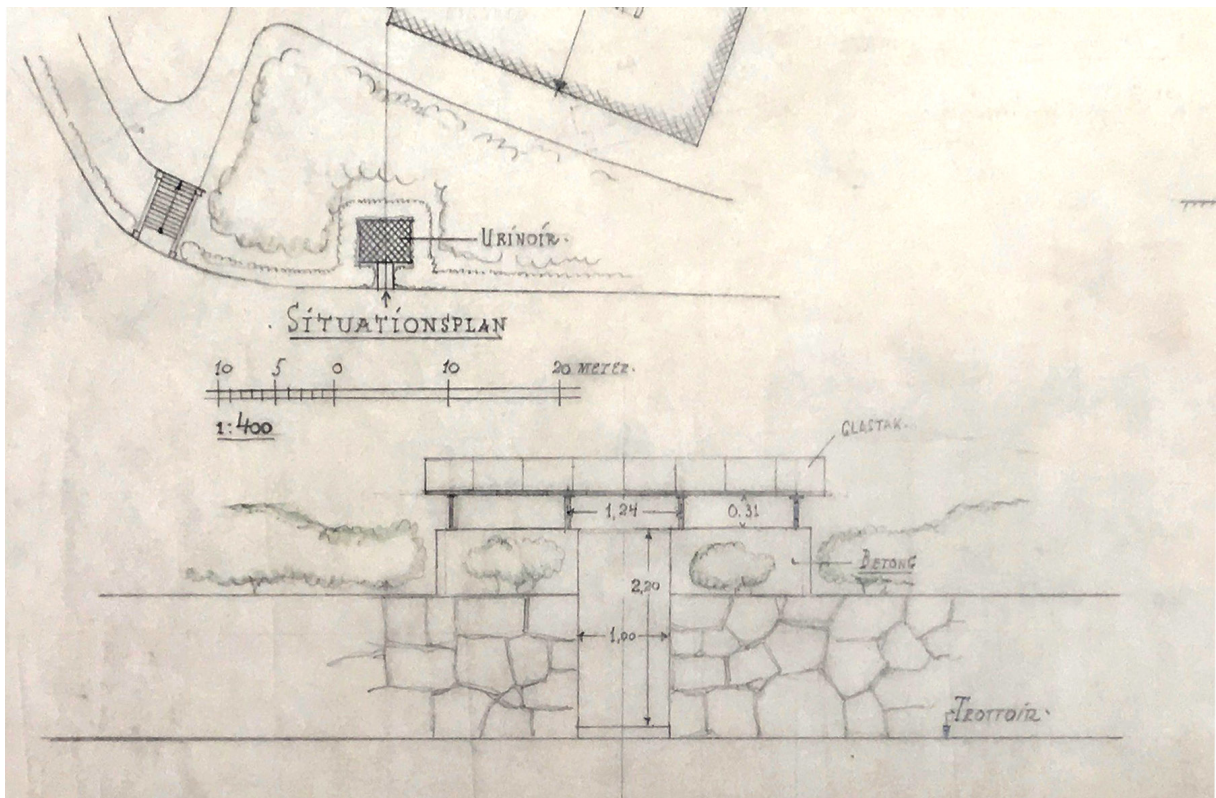 URINOIR.
SITUATIONSPLAN
10 5 0 10 20 METER.
1:400
GLASTAK.
1,24
0.31
BETONG
2,20
1,00
TROTTOIR.